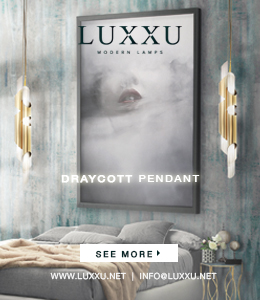 LUXXU
MODERN LAMPS
DRAYCOTT PENDANT
SEE MORE
WWW.LUXXU.NET | INFO@LUXXU.NET